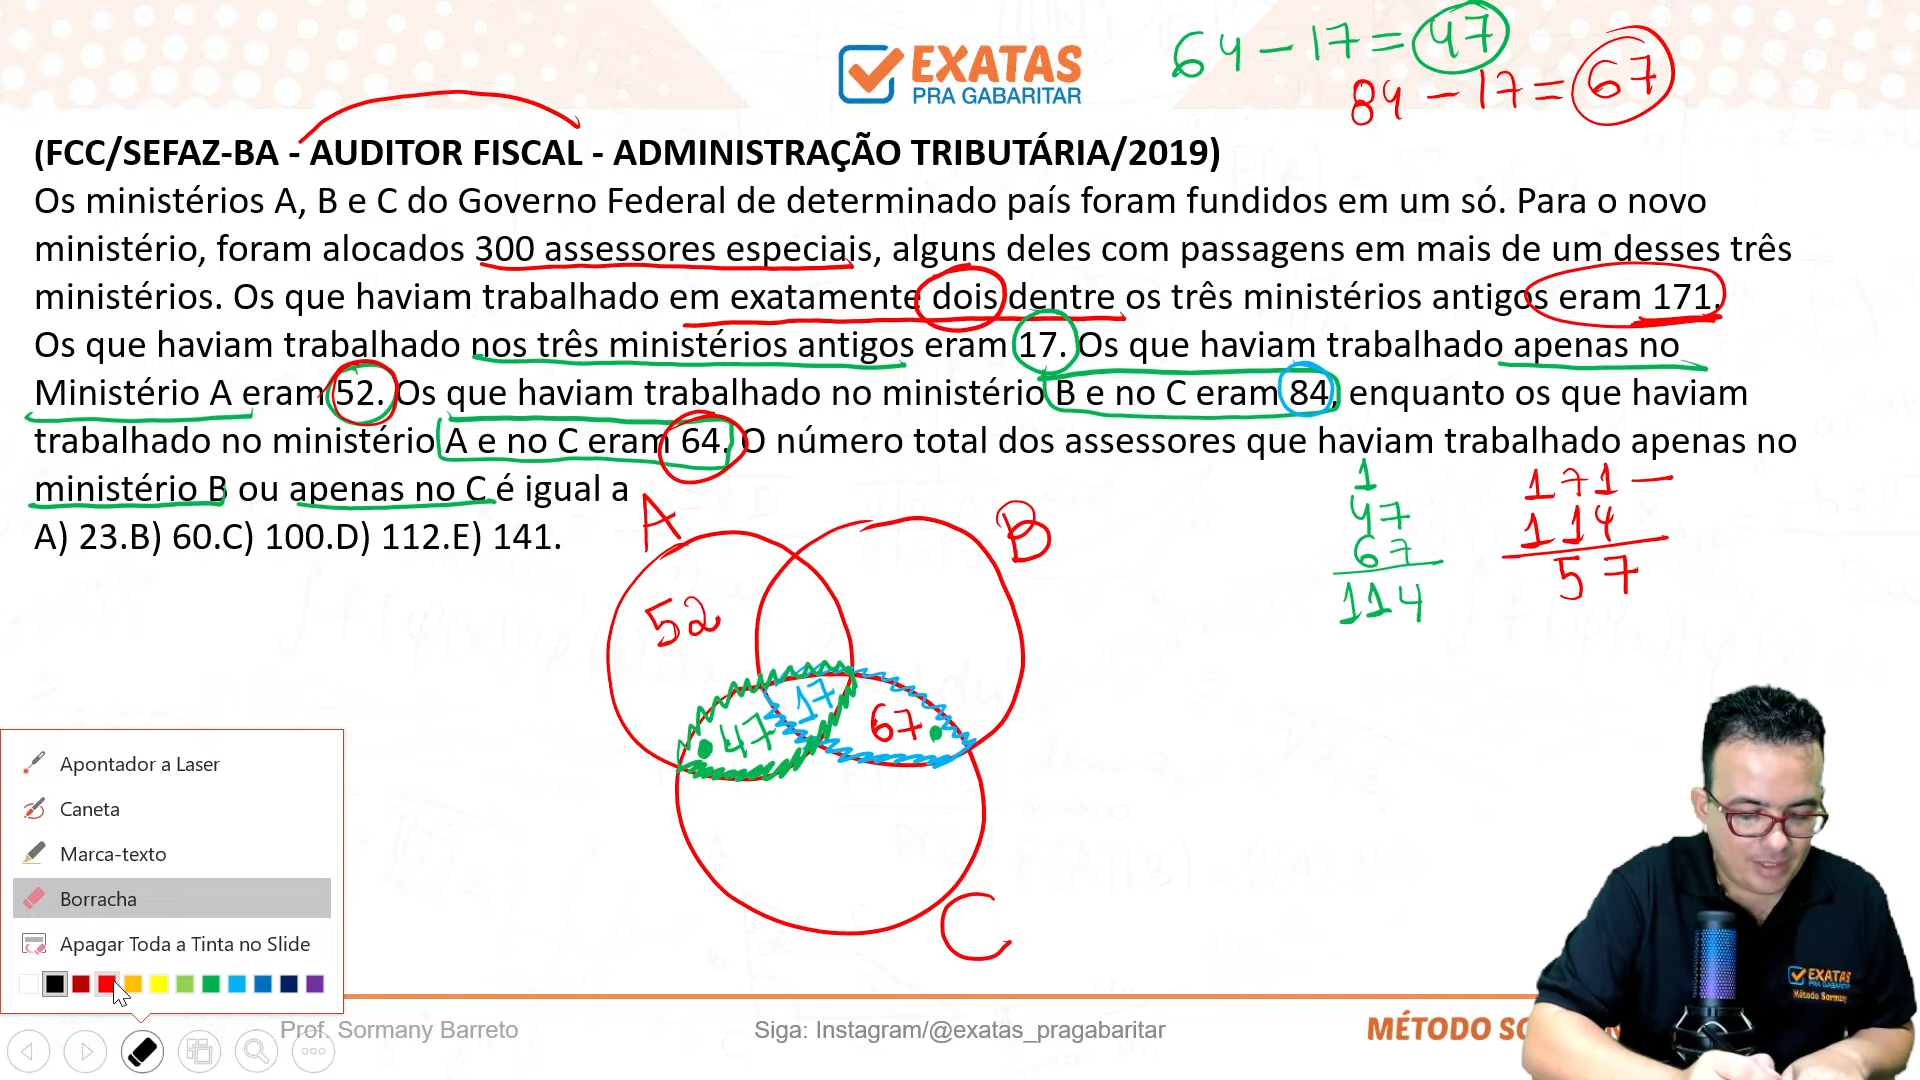 64 - 17 = 47
84 - 17 = 67
EXATAS
PRA GABARITAR
(FCC/SEFAZ-BA - AUDITOR FISCAL - ADMINISTRAÇÃO TRIBUTÁRIA/2019)
Os ministérios A, B e C do Governo Federal de determinado país foram fundidos em um só. Para o novo
ministério, foram alocados 300 assessores especiais, alguns deles com passagens em mais de um desses três
ministérios. Os que haviam trabalhado em exatamente dois dentre os três ministérios antigos eram 171.
Os que haviam trabalhado nos três ministérios antigos eram 17. Os que haviam trabalhado apenas no
Ministério A eram 52. Os que haviam trabalhado no ministério B e no C eram 84, enquanto os que haviam
trabalhado no ministério A e no C eram 64. O número total dos assessores que haviam trabalhado apenas no
ministério B ou apenas no C é igual a
A) 23.B) 60.C) 100.D) 112.E) 141.
1
47
67
114
171 -
114
57
A
B
52
17
47
67
C
Apontador a Laser
Caneta
Marca-texto
Borracha
Apagar Toda a Tinta no Slide
Prof. Sormany Barreto
Siga: Instagram/@exatas_pragabaritar
MÉTODO SO
EXATAS
PRA GABARITAR
Método Sormany